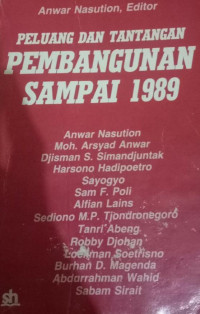 Anwar Nasution, Editor
PELUANG DAN TANTANGAN
PEMBANGUNAN
SAMPAI 1989
Anwar Nasution
Moh. Arsyad Anwar
Djisman S. Simandjuntak
Harsono Hadipoetro
Sayogyo
Sam F. Poli
Alfian Lains
Sediono M.P. Tjondronegoro
Tanri Abeng
Robby Djohan
Loekman Soetrisno
Burhan D. Magenda
Abdurrahman Wahid
Sabam Sirait
sh